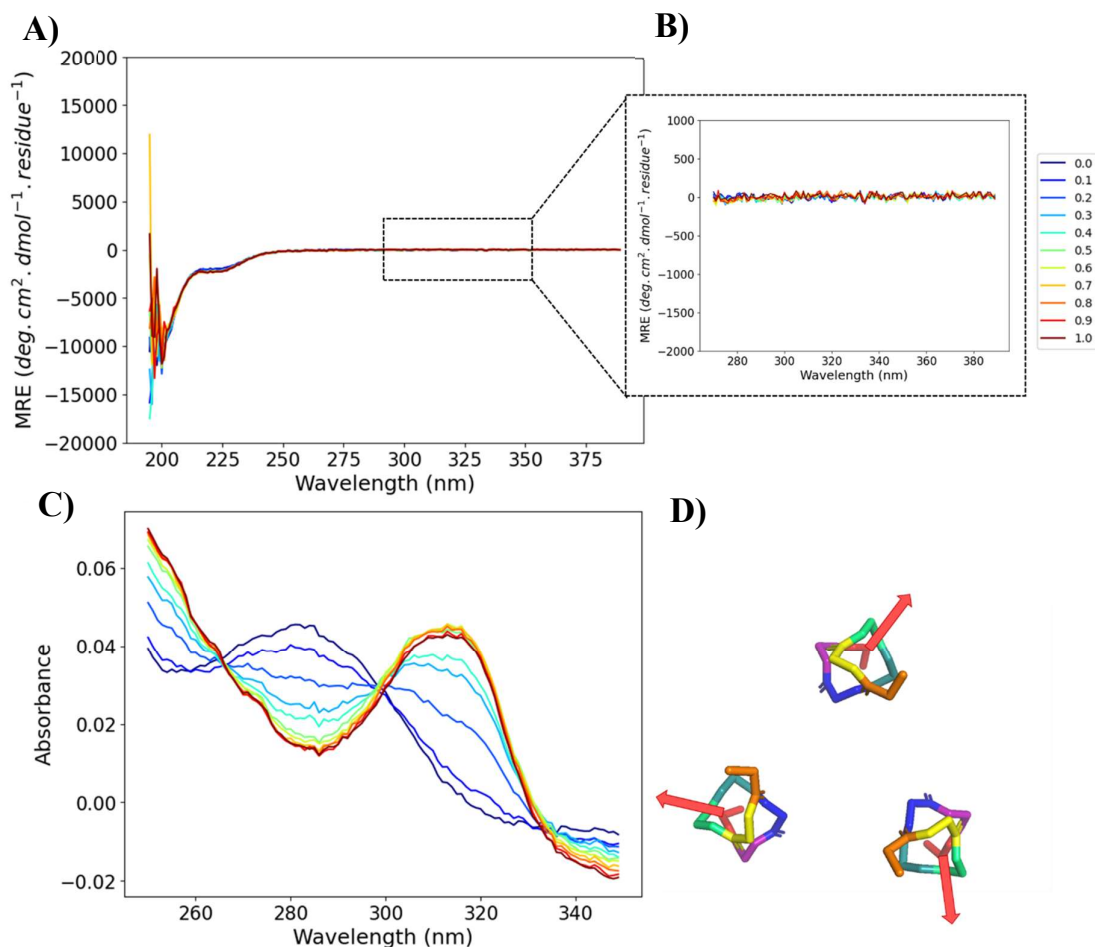 A)
B)
20000
15000
10000
5000
0
−5000
−10000
−15000
−20000
MRE (deg.cm².dmol⁻¹.residue⁻¹)
200 225 250 275 300 325 350 375
Wavelength (nm)
1000
500
0
−500
−1000
−1500
−2000
MRE (deg.cm².dmol⁻¹.residue⁻¹)
280 300 320 340 360 380
Wavelength (nm)
0.0
0.1
0.2
0.3
0.4
0.5
0.6
0.7
0.8
0.9
1.0
C)
D)
0.06
0.04
0.02
0.00
−0.02
Absorbance
260 280 300 320 340
Wavelength (nm)